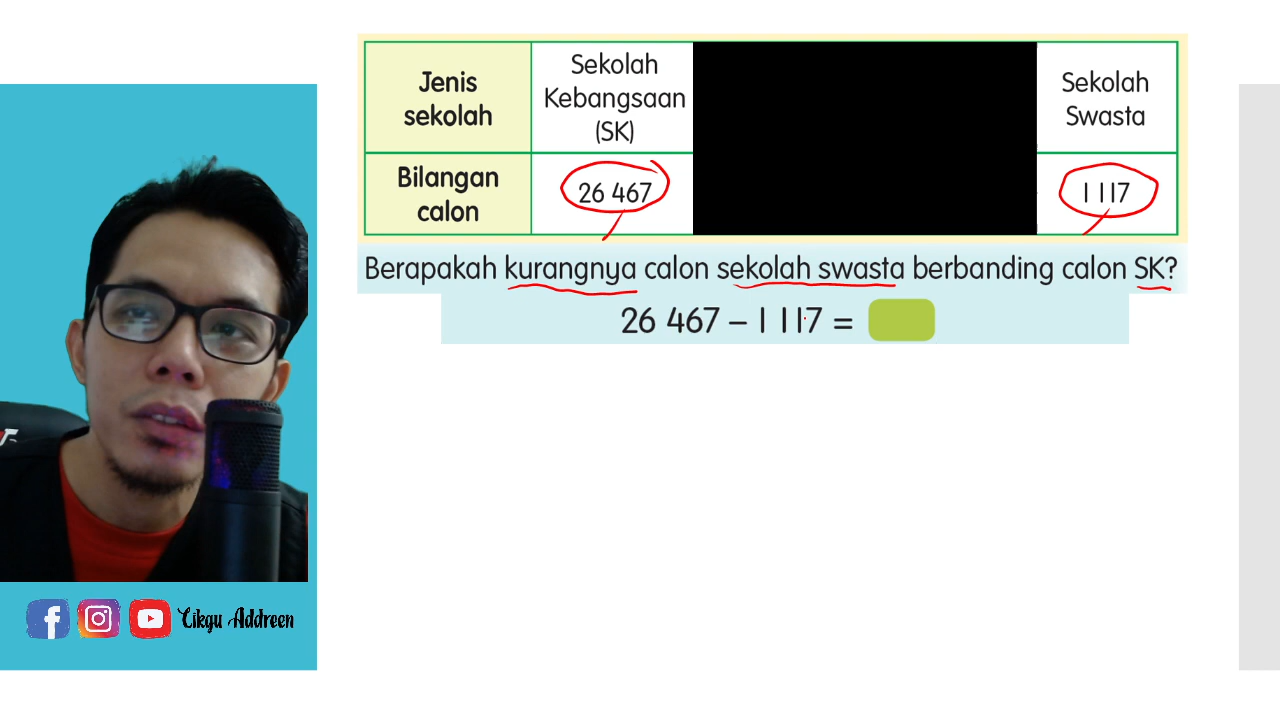 Jenis
sekolah
Sekolah
Kebangsaan
(SK)
Sekolah
Swasta
Bilangan
calon
26 467
1 117
Berapakah kurangnya calon sekolah swasta berbanding calon SK?
26 467 – 1 117 =
Cikgu Addreen